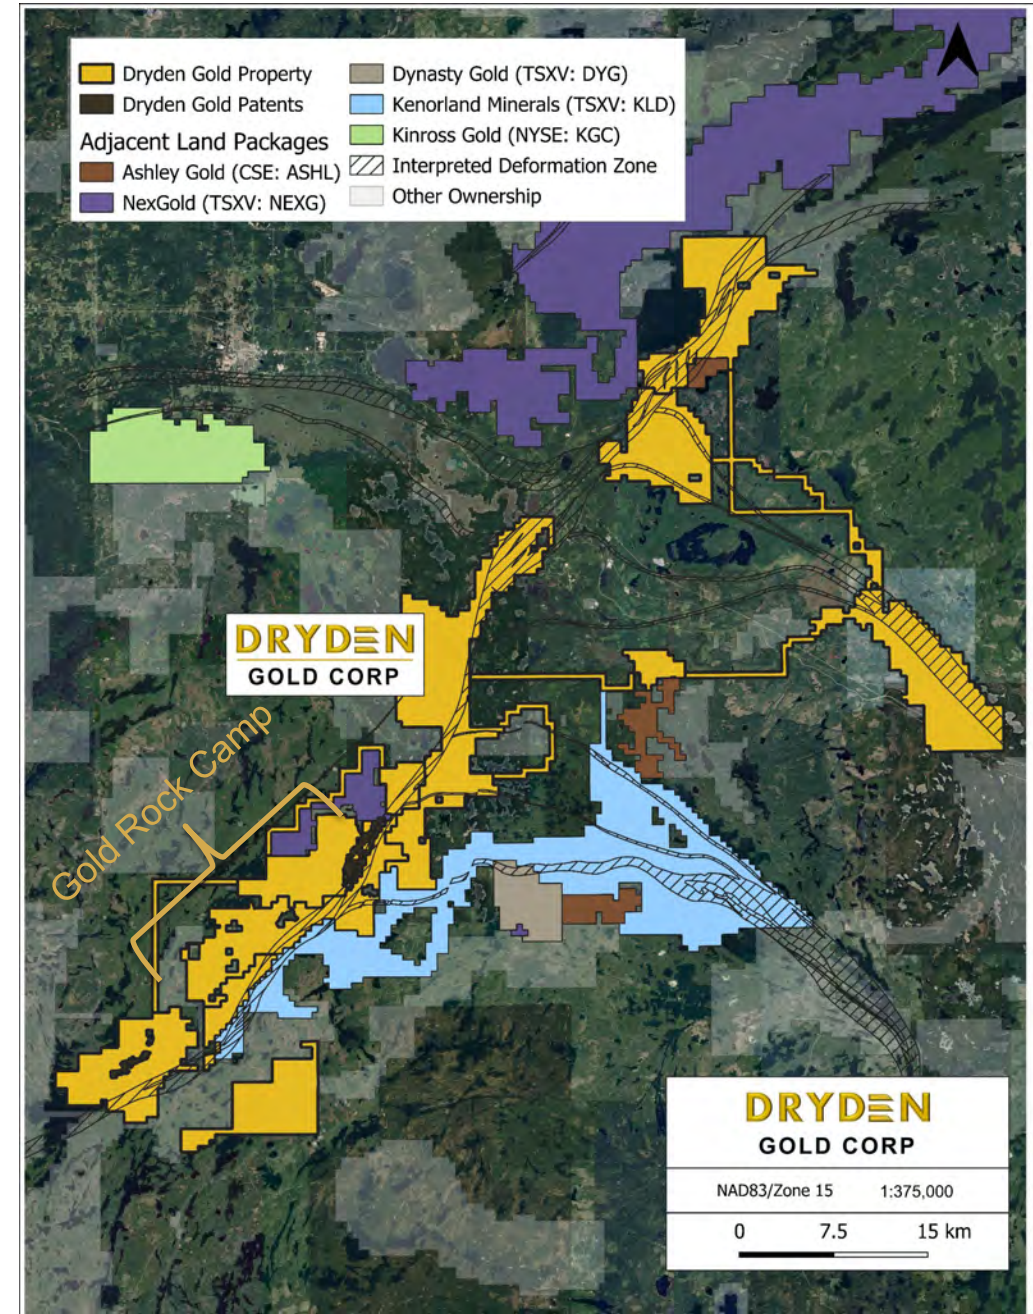 Dryden Gold Property
Dryden Gold Patents
Adjacent Land Packages
Ashley Gold (CSE: ASHL)
NexGold (TSXV: NEXG)
Dynasty Gold (TSXV: DYG)
Kenorland Minerals (TSXV: KLD)
Kinross Gold (NYSE: KGC)
Interpreted Deformation Zone
Other Ownership
DRYDEN
GOLD CORP
Gold Rock Camp
DRYDEN
GOLD CORP
NAD83/Zone 15 1:375,000
0 7.5 15 km